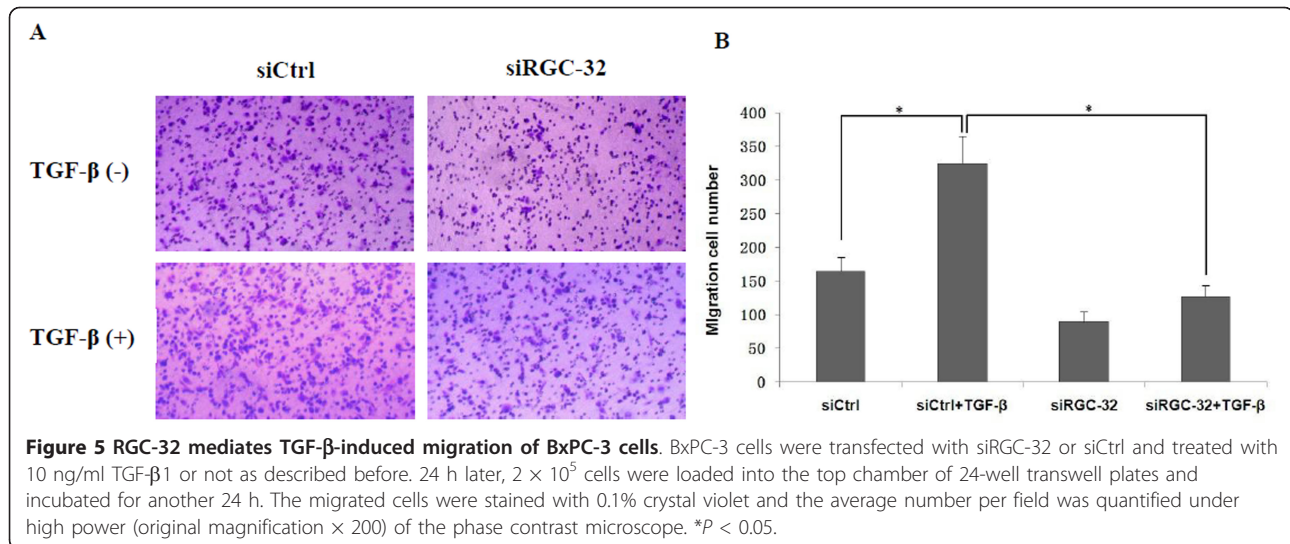 A
siCtrl
siRGC-32
TGF-β (-)
TGF-β (+)
B
Migration cell number
400
350
300
250
200
150
100
50
0
*
*
siCtrl
siCtrl+TGF-β
siRGC-32
siRGC-32+TGF-β
Figure 5 RGC-32 mediates TGF-β-induced migration of BxPC-3 cells. BxPC-3 cells were transfected with siRGC-32 or siCtrl and treated with
10 ng/ml TGF-β1 or not as described before. 24 h later, 2 × 10⁵ cells were loaded into the top chamber of 24-well transwell plates and
incubated for another 24 h. The migrated cells were stained with 0.1% crystal violet and the average number per field was quantified under
high power (original magnification × 200) of the phase contrast microscope. *P < 0.05.